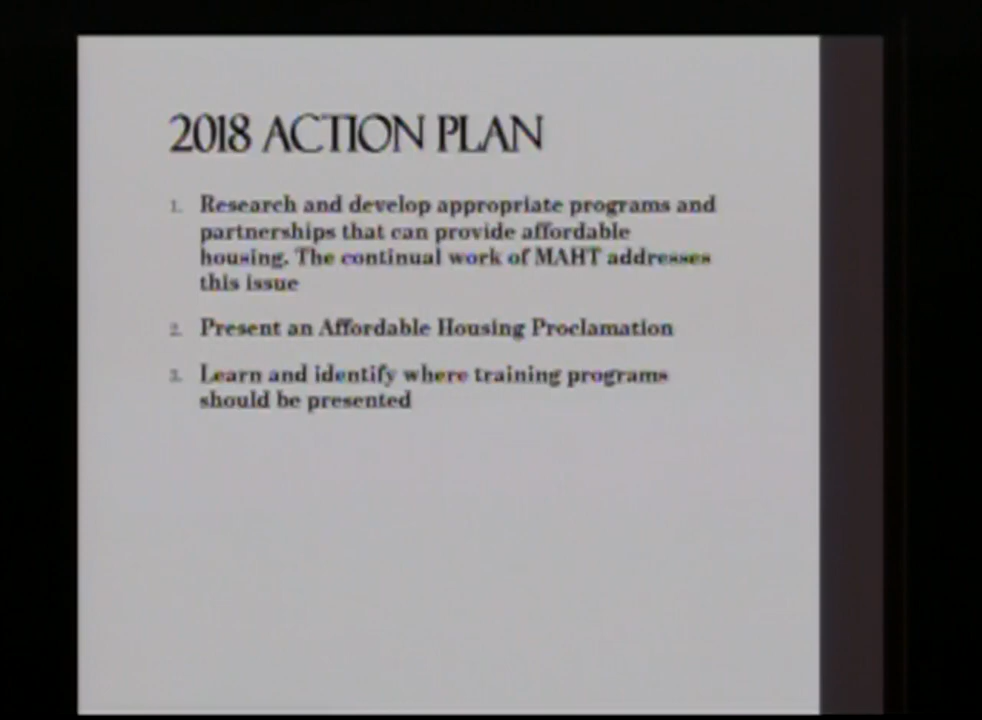 2018 ACTION PLAN
1. Research and develop appropriate programs and
partnerships that can provide affordable
housing. The continual work of MAHT addresses
this issue
2. Present an Affordable Housing Proclamation
3. Learn and identify where training programs
should be presented